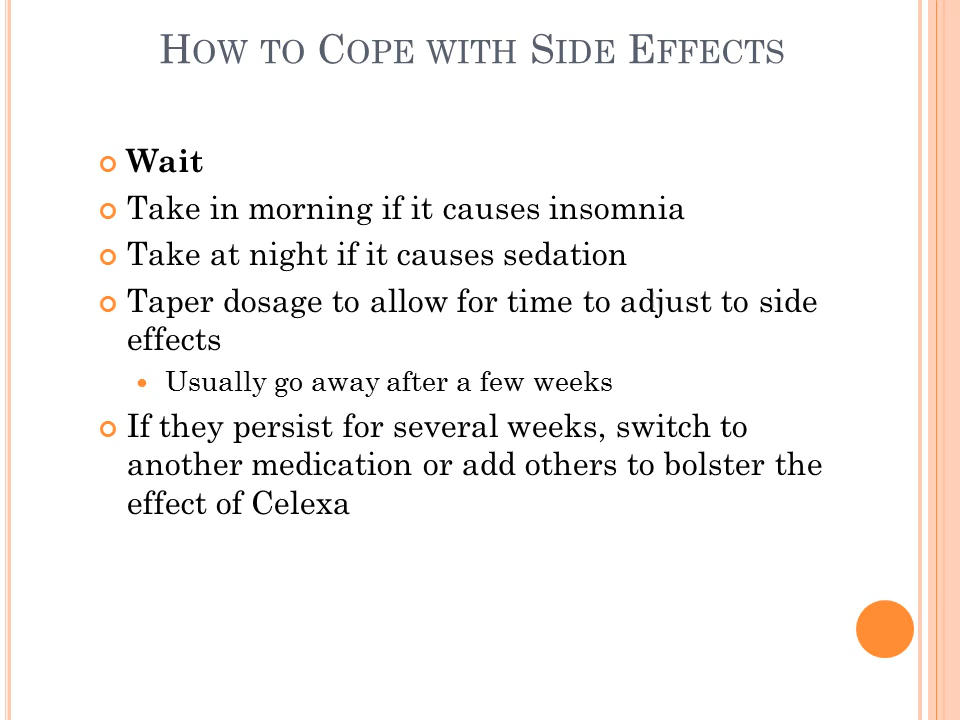 How to Cope with Side Effects
Wait
Take in morning if it causes insomnia
Take at night if it causes sedation
Taper dosage to allow for time to adjust to side
effects
Usually go away after a few weeks
If they persist for several weeks, switch to
another medication or add others to bolster the
effect of Celexa